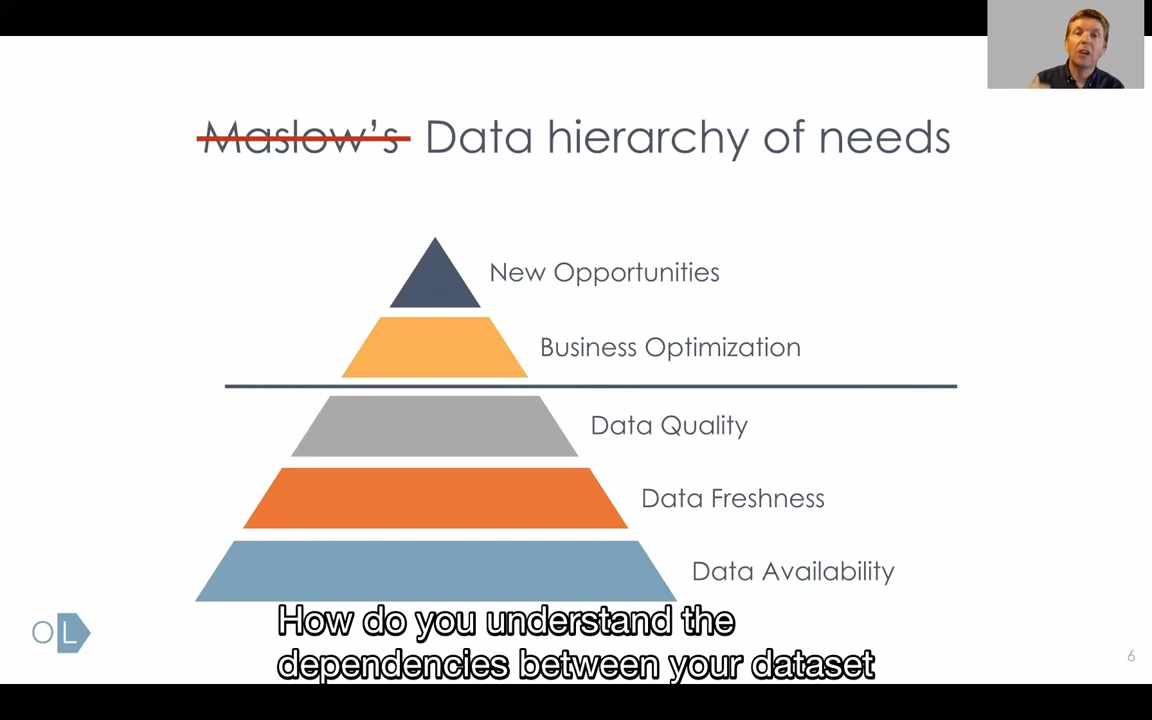 Maslow's Data hierarchy of needs
New Opportunities
Business Optimization
Data Quality
Data Freshness
Data Availability
How do you understand the
dependencies between your dataset
OL
6